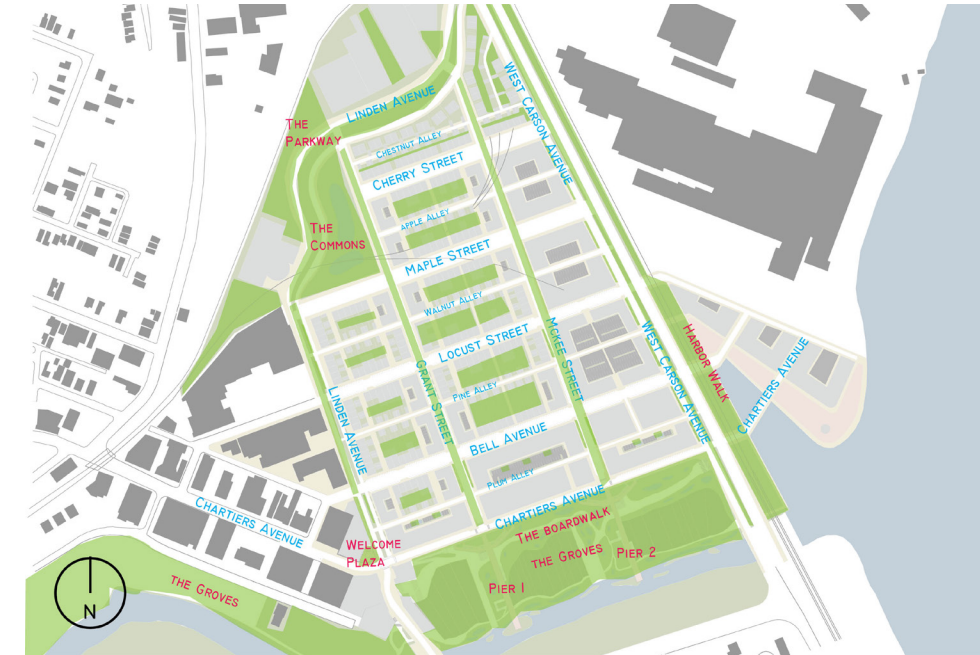 West Carson Avenue
Linden Avenue
The
Parkway
Chestnut Alley
Cherry Street
Apple Alley
The
Commons
Maple Street
Walnut Alley
Locust Street
McKee Street
West Carson Avenue
Harbor Walk
Chartiers Avenue
Grant Street
Pine Alley
Linden Avenue
Bell Avenue
Plum Alley
Chartiers Avenue
Chartiers Avenue
The Boardwalk
Welcome
Plaza
The Groves
Pier 2
Pier 1
The Groves
N